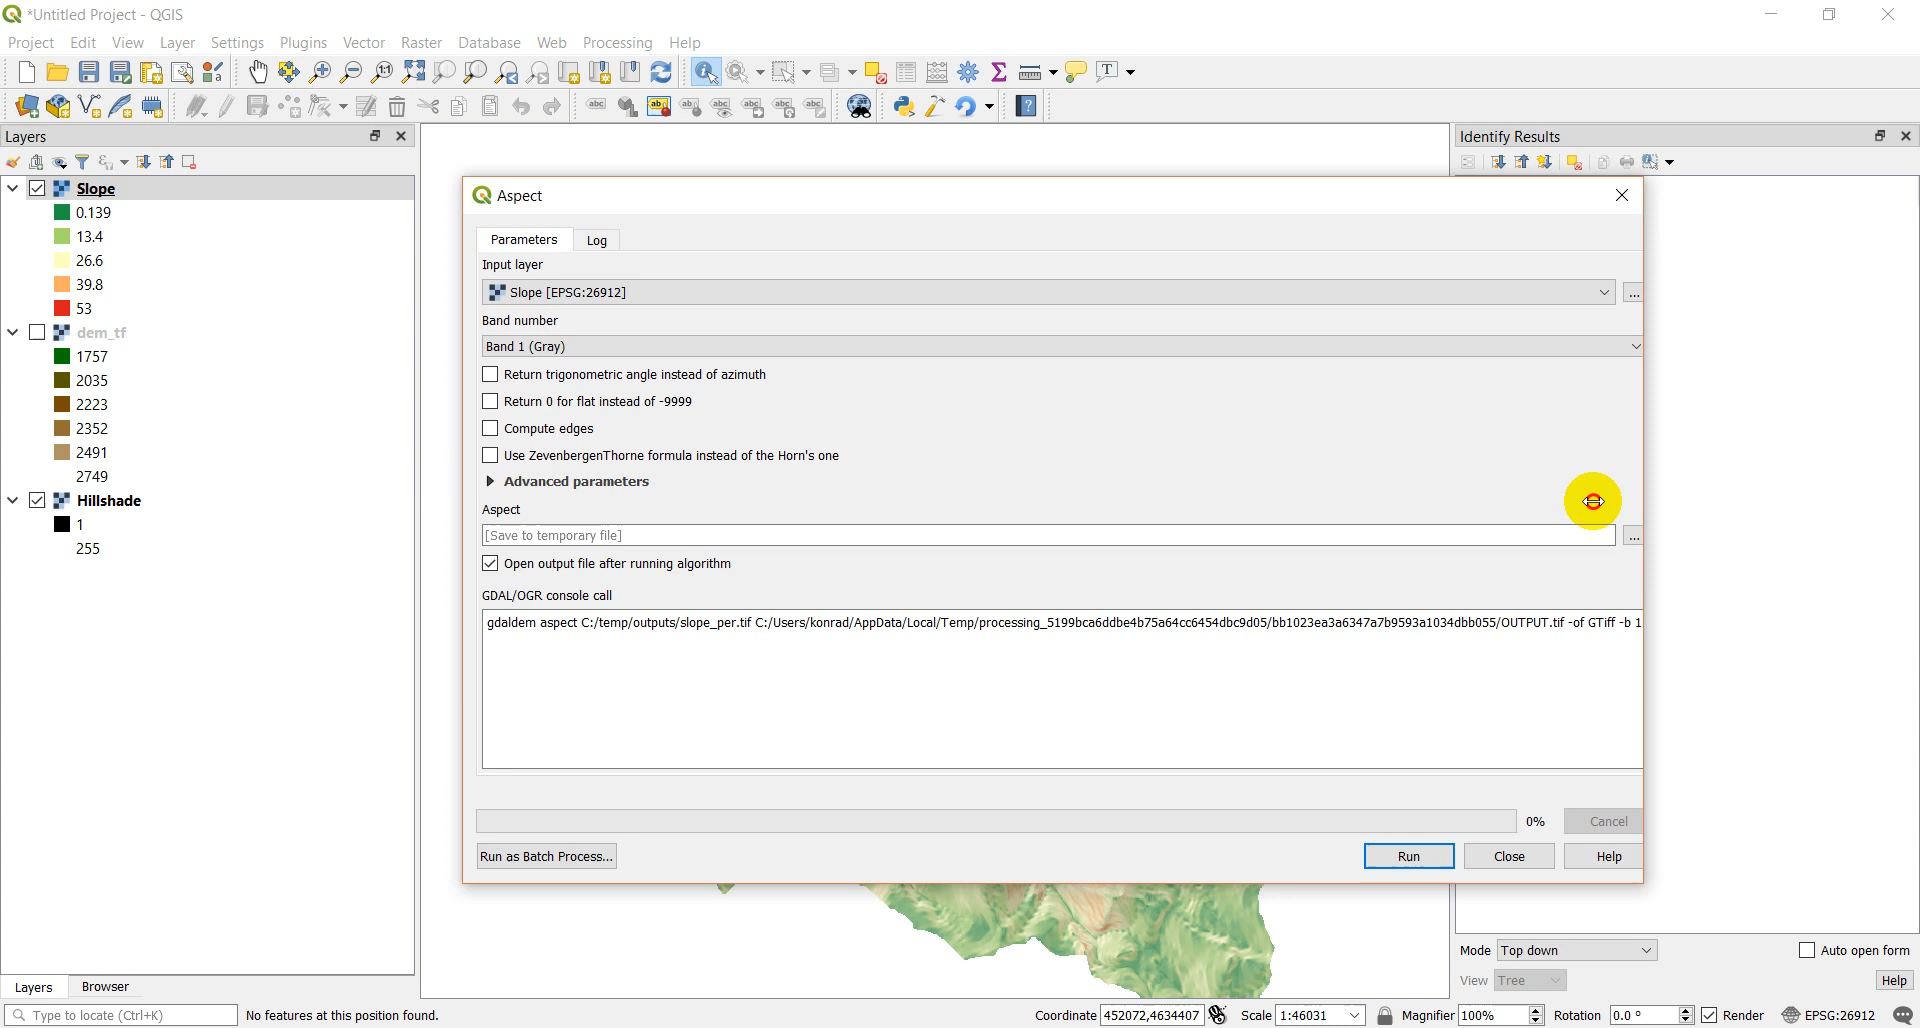 *Untitled Project - QGIS
Project Edit View Layer Settings Plugins Vector Raster Database Web Processing Help
Layers
Slope
0.139
13.4
26.6
39.8
53
dem_tf
1757
2035
2223
2352
2491
2749
Hillshade
1
255
Aspect
Parameters Log
Input layer
Slope [EPSG:26912]
...
Band number
Band 1 (Gray)
Return trigonometric angle instead of azimuth
Return 0 for flat instead of -9999
Compute edges
Use ZevenbergenThorne formula instead of the Horn's one
Advanced parameters
Aspect
[Save to temporary file]
...
Open output file after running algorithm
GDAL/OGR console call
gdaldem aspect C:/temp/outputs/slope_per.tif C:/Users/konrad/AppData/Local/Temp/processing_5199bca6ddbe4b75a64cc6454dbc9d05/bb1023ea3a6347a7b9593a1034dbb055/OUTPUT.tif -of GTiff -b 1
0% Cancel
Run as Batch Process... Run Close Help
Identify Results
Mode Top down Auto open form
View Tree Help
Layers Browser
Type to locate (Ctrl+K) No features at this position found. Coordinate 452072,4634407 Scale 1:46031 Magnifier 100% Rotation 0.0 ° Render EPSG:26912